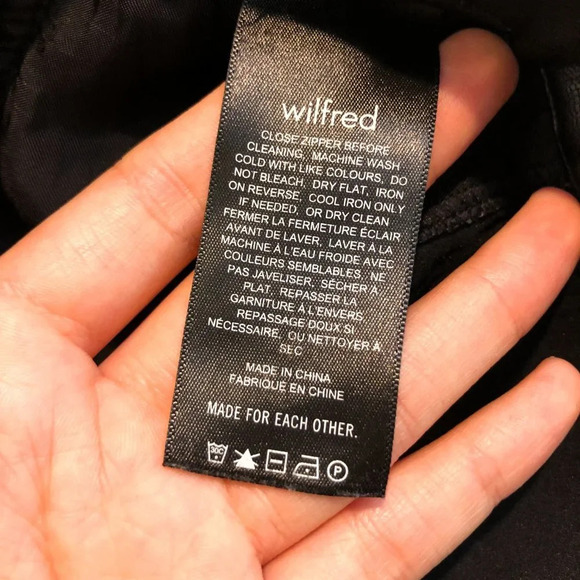 wilfred
CLOSE ZIPPER BEFORE
CLEANING, MACHINE WASH
COLD WITH LIKE COLOURS, DO
NOT BLEACH, DRY FLAT, IRON
ON REVERSE, COOL IRON ONLY
IF NEEDED, OR DRY CLEAN
FERMER LA FERMETURE ÉCLAIR
AVANT DE LAVER, LAVER À LA
MACHINE À L'EAU FROIDE AVEC
COULEURS SEMBLABLES, NE
PAS JAVELISER, SÉCHER À
PLAT, REPASSER LA
GARNITURE À L'ENVERS
REPASSAGE DOUX SI
NÉCESSAIRE, OU NETTOYER À
SEC
MADE IN CHINA
FABRIQUE EN CHINE
MADE FOR EACH OTHER.
30C P